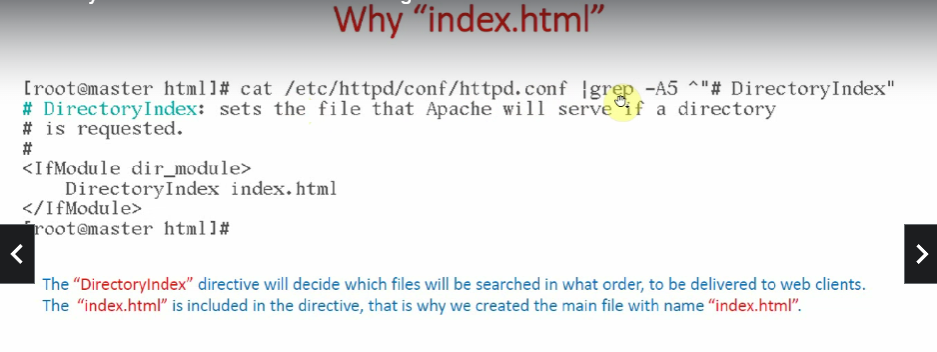 Why “index.html”
[root@master html]# cat /etc/httpd/conf/httpd.conf |grep -A5 ^"# DirectoryIndex"
# DirectoryIndex: sets the file that Apache will serve if a directory
# is requested.
#
<IfModule dir_module>
    DirectoryIndex index.html
</IfModule>
[root@master html]#
The “DirectoryIndex” directive will decide which files will be searched in what order, to be delivered to web clients.
The “index.html” is included in the directive, that is why we created the main file with name “index.html”.